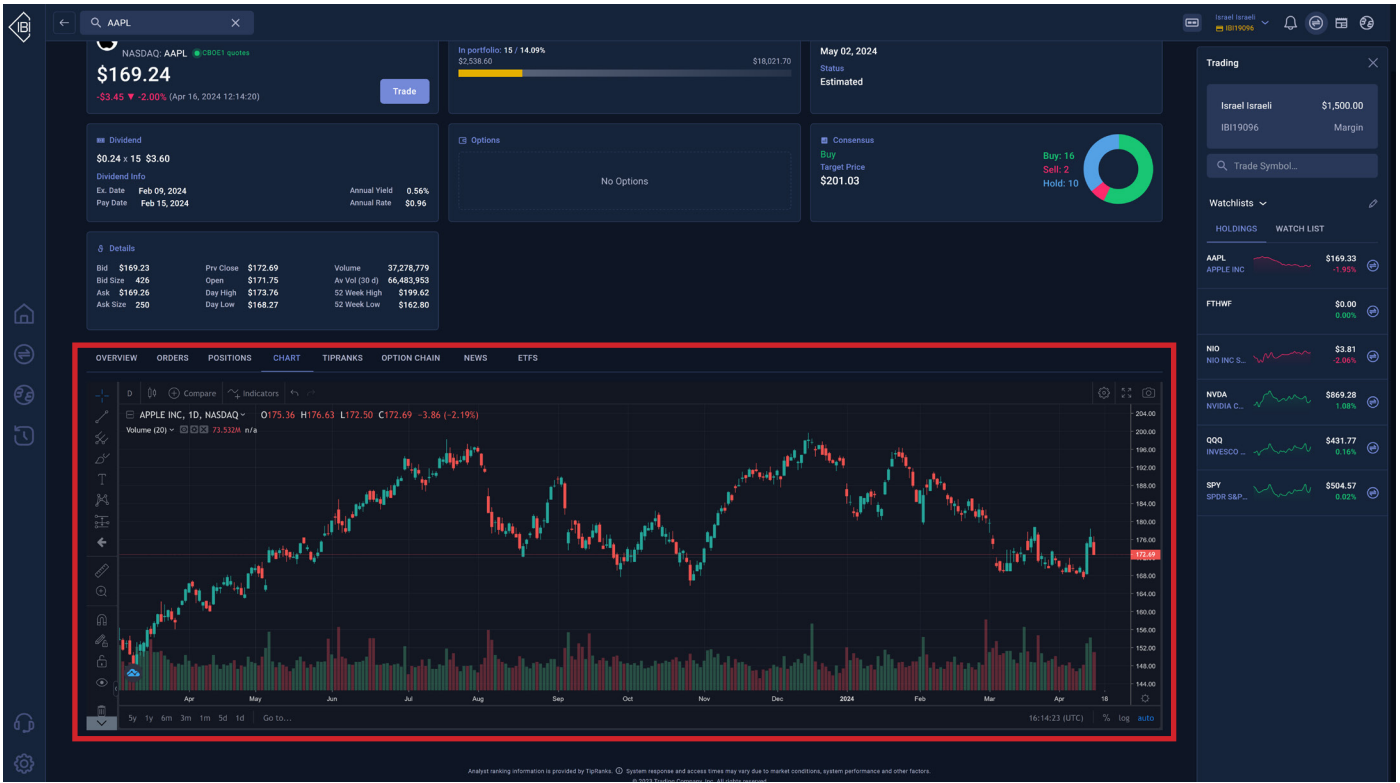 IBI
AAPL
Israel Israeli
IBI19096
NASDAQ: AAPL CBOE1 quotes
$169.24
-$3.45 ▼ -2.00% (Apr 16, 2024 12:14:20)
Trade
In portfolio: 15 / 14.09%
$2,538.60 $18,021.70
May 02, 2024
Status
Estimated
Dividend
$0.24 x 15 $3.60
Dividend Info
Ex. Date Feb 09, 2024 Annual Yield 0.56%
Pay Date Feb 15, 2024 Annual Rate $0.96
Options
No Options
Consensus
Buy
Target Price
$201.03
Buy: 16
Sell: 2
Hold: 10
Details
Bid $169.23 Prv Close $172.69 Volume 37,278,779
Bid Size 426 Open $171.75 Av Vol (30 d) 66,483,953
Ask $169.26 Day High $173.76 52 Week High $199.62
Ask Size 250 Day Low $168.27 52 Week Low $162.80
OVERVIEW ORDERS POSITIONS CHART TIPRANKS OPTION CHAIN NEWS ETFS
D Compare Indicators
APPLE INC, 1D, NASDAQ O175.36 H176.63 L172.50 C172.69 -3.86 (-2.19%)
Volume (20) 73.532M n/a
204.00
200.00
196.00
192.00
188.00
184.00
180.00
176.00
172.69
168.00
164.00
160.00
156.00
152.00
148.00
144.00
Apr May Jun Jul Aug Sep Oct Nov Dec 2024 Feb Mar Apr 18
5y 1y 6m 3m 1m 5d 1d Go to... 16:14:23 (UTC) % log auto
Analyst ranking information is provided by TipRanks. System response and access times may vary due to market conditions, system performance and other factors.
© 2023 Trading Company, Inc. All rights reserved
Trading
Israel Israeli $1,500.00
IBI19096 Margin
Trade Symbol...
Watchlists
HOLDINGS WATCH LIST
AAPL $169.33
APPLE INC -1.95%
FTHWF $0.00
0.00%
NIO $3.81
NIO INC S... -2.06%
NVDA $869.28
NVIDIA C... 1.08%
QQQ $431.77
INVESCO ... 0.16%
SPY $504.57
SPDR S&P... 0.02%